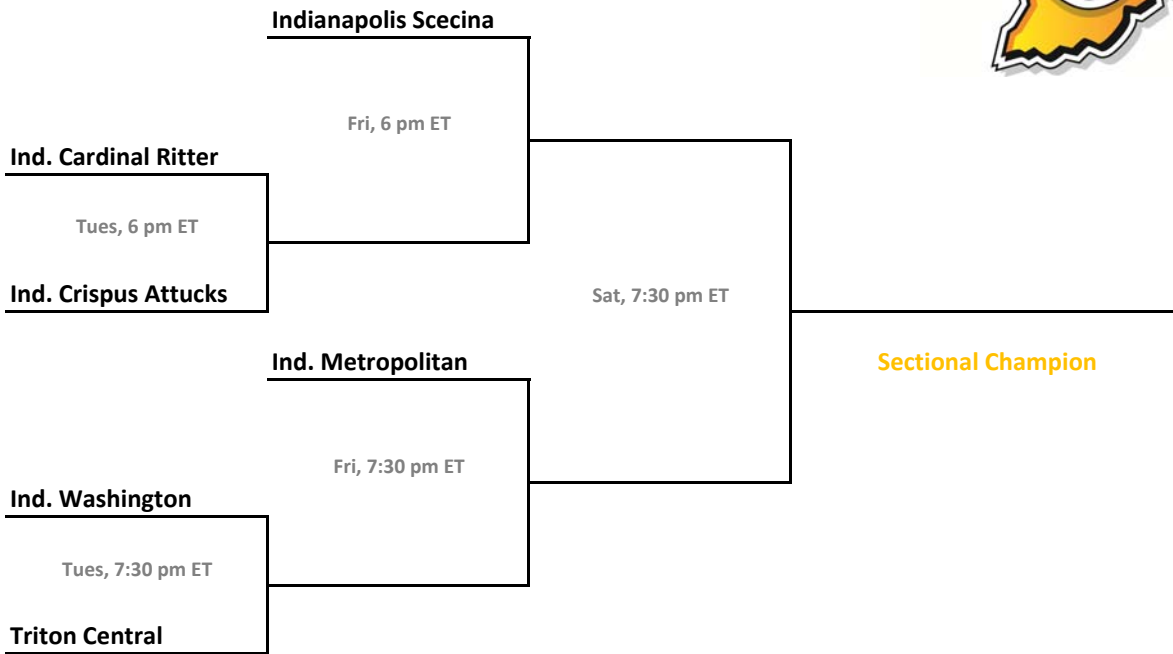 Indianapolis Scecina
Fri, 6 pm ET
Ind. Cardinal Ritter
Tues, 6 pm ET
Ind. Crispus Attucks
Sat, 7:30 pm ET
Ind. Metropolitan
Sectional Champion
Fri, 7:30 pm ET
Ind. Washington
Tues, 7:30 pm ET
Triton Central